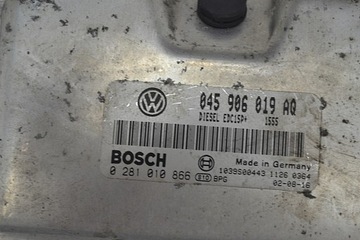 045 906 019 AQ
DIESEL EDC15P+ 1555
BOSCH
Made in Germany
0 281 010 866
1039S00443 1126 0364
BPG
02-08-16